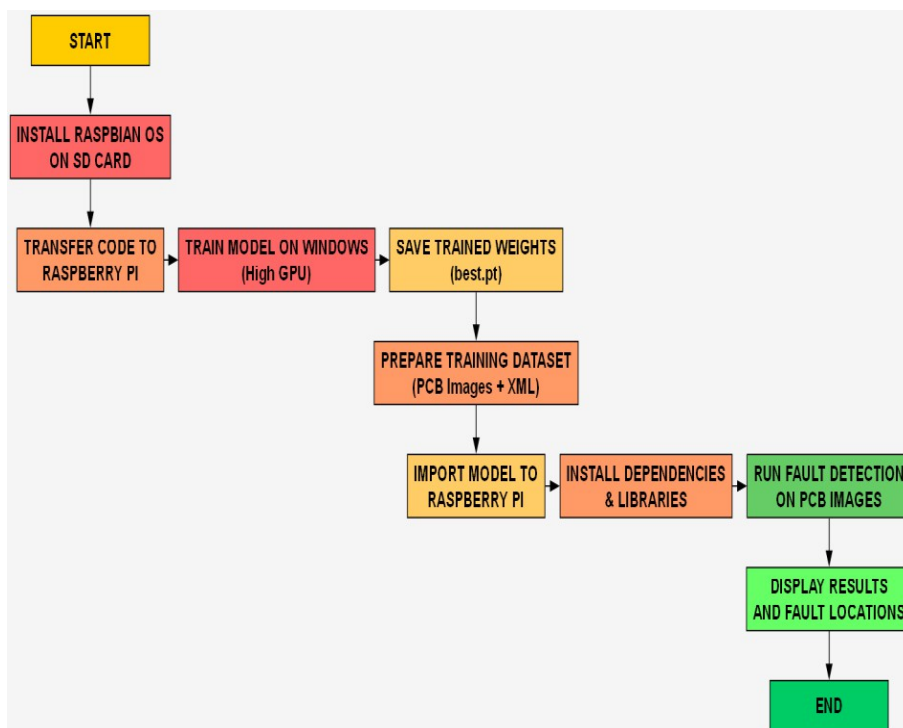 START
INSTALL RASPBIAN OS
ON SD CARD
TRANSFER CODE TO
RASPBERRY PI
TRAIN MODEL ON WINDOWS
(High GPU)
SAVE TRAINED WEIGHTS
(best.pt)
PREPARE TRAINING DATASET
(PCB Images + XML)
IMPORT MODEL TO
RASPBERRY PI
INSTALL DEPENDENCIES
& LIBRARIES
RUN FAULT DETECTION
ON PCB IMAGES
DISPLAY RESULTS
AND FAULT LOCATIONS
END